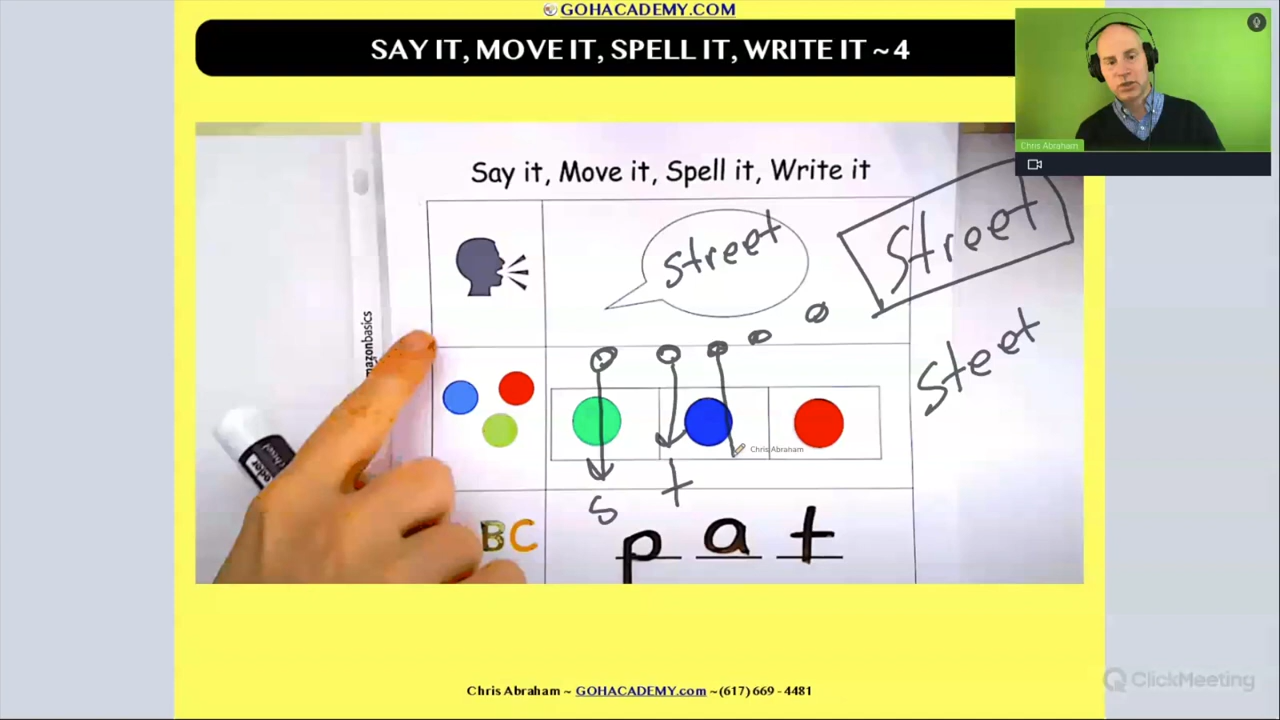 GOHACADEMY.COM
SAY IT, MOVE IT, SPELL IT, WRITE IT ~ 4
Chris Abraham
Say it, Move it, Spell it, Write it
street
street
steet
amazonbasics
Chris Abraham
s t
BC
p a t
Chris Abraham ~ GOHACADEMY.com ~(617) 669 - 4481
ClickMeeting